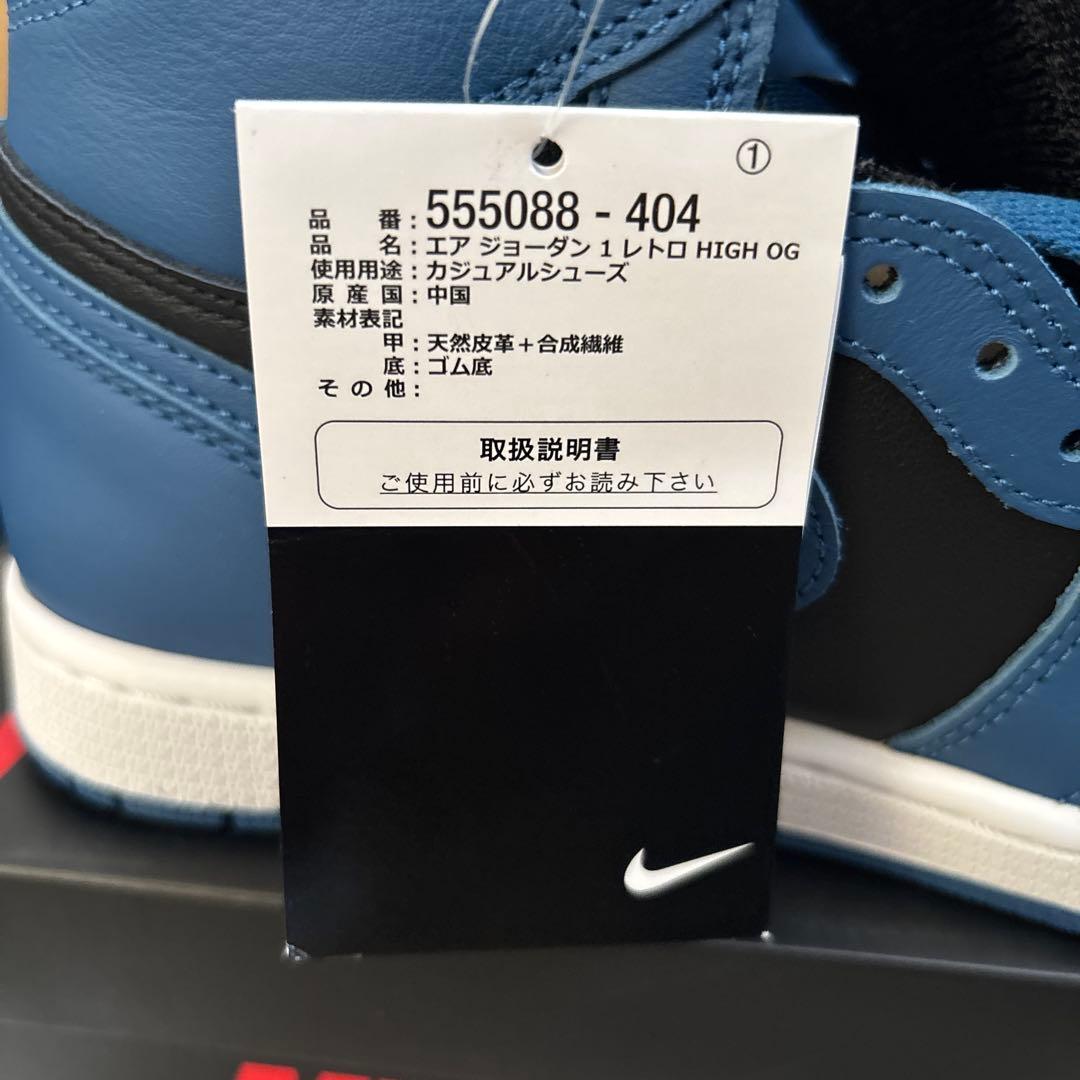 ①
品番：555088 - 404
品名：エア ジョーダン 1 レトロ HIGH OG
使用用途：カジュアルシューズ
原産国：中国
素材表記
甲：天然皮革＋合成繊維
底：ゴム底
その他：
取扱説明書
ご使用前に必ずお読み下さい